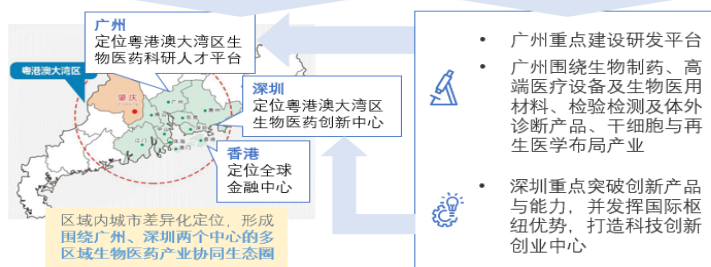 广州
定位粤港澳大湾区生
物医药科研人才平台
粤港澳大湾区
肇庆
广州
深圳
定位粤港澳大湾区
生物医药创新中心
香港
定位全球
金融中心
区域内城市差异化定位，形成
围绕广州、深圳两个中心的多
区域生物医药产业协同生态圈
• 广州重点建设研发平台
• 广州围绕生物制药、高
端医疗设备及生物医用
材料、检验检测及体外
诊断产品、干细胞与再
生医学布局产业
• 深圳重点突破创新产品
与能力，并发挥国际枢
纽优势，打造科技创新
创业中心